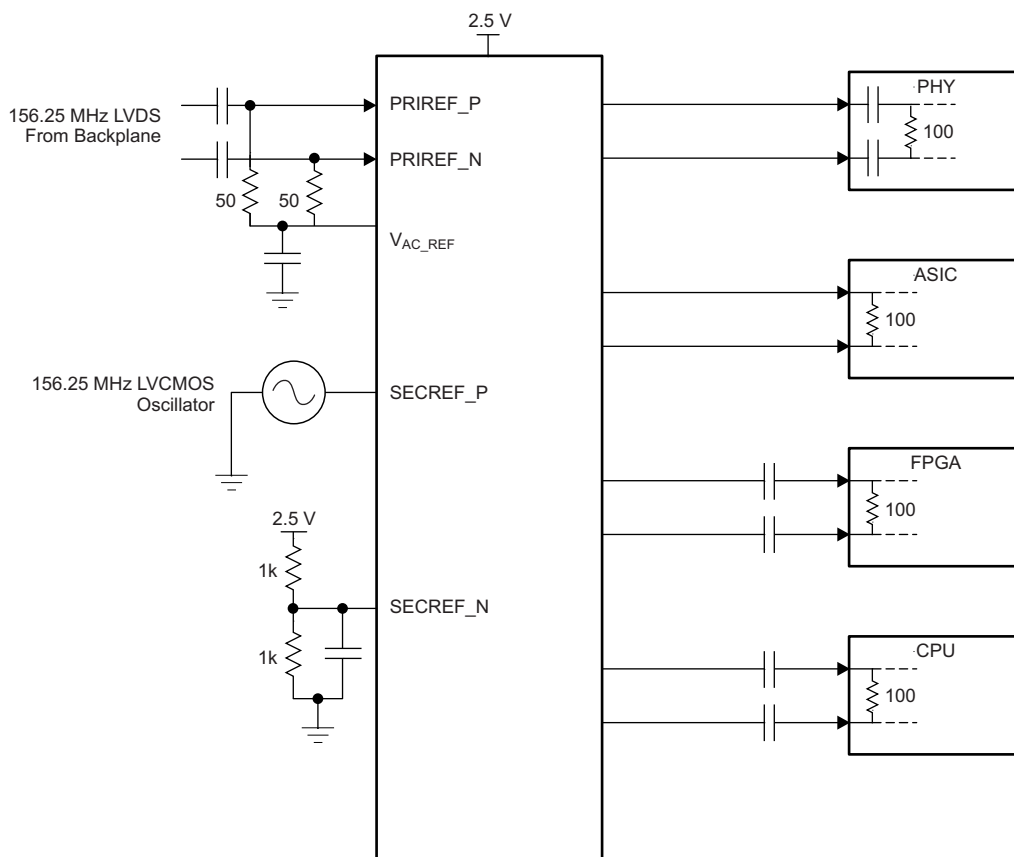 2.5 V
156.25 MHz LVDS
From Backplane
PRIREF_P
PRIREF_N
50
50
VAC_REF
156.25 MHz LVCMOS
Oscillator
SECREF_P
2.5 V
1k
SECREF_N
1k
PHY
100
ASIC
100
FPGA
100
CPU
100